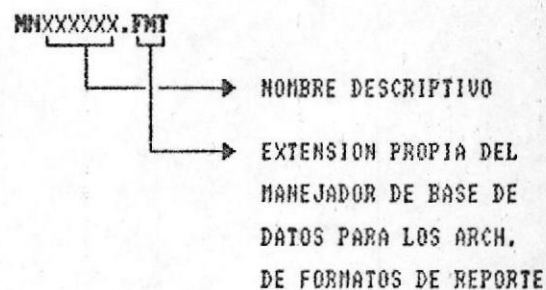 MNXXXXXX.FMT
NOMBRE DESCRIPTIVO
EXTENSION PROPIA DEL
MANEJADOR DE BASE DE
DATOS PARA LOS ARCH.
DE FORMATOS DE REPORTE